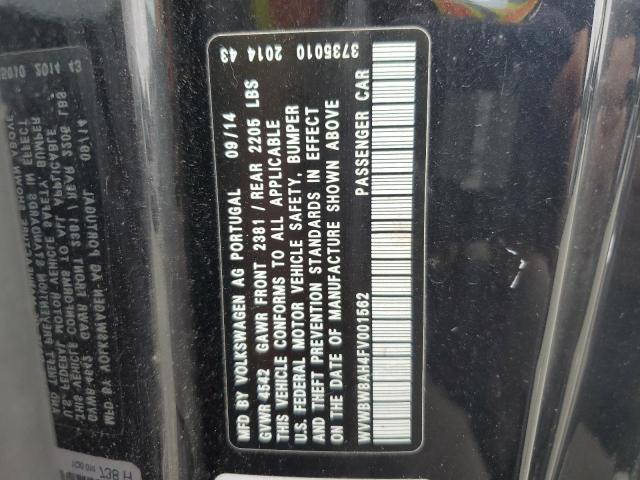 3735010 2014 43
MFD BY VOLKSWAGEN AG PORTUGAL 09/14
GVWR 4542 GAWR FRONT 2381 / REAR 2205 LBS
THIS VEHICLE CONFORMS TO ALL APPLICABLE
U.S. FEDERAL MOTOR VEHICLE SAFETY, BUMPER
AND THEFT PREVENTION STANDARDS IN EFFECT
ON THE DATE OF MANUFACTURE SHOWN ABOVE
WVWBW8AH4FV001562 PASSENGER CAR
738 H